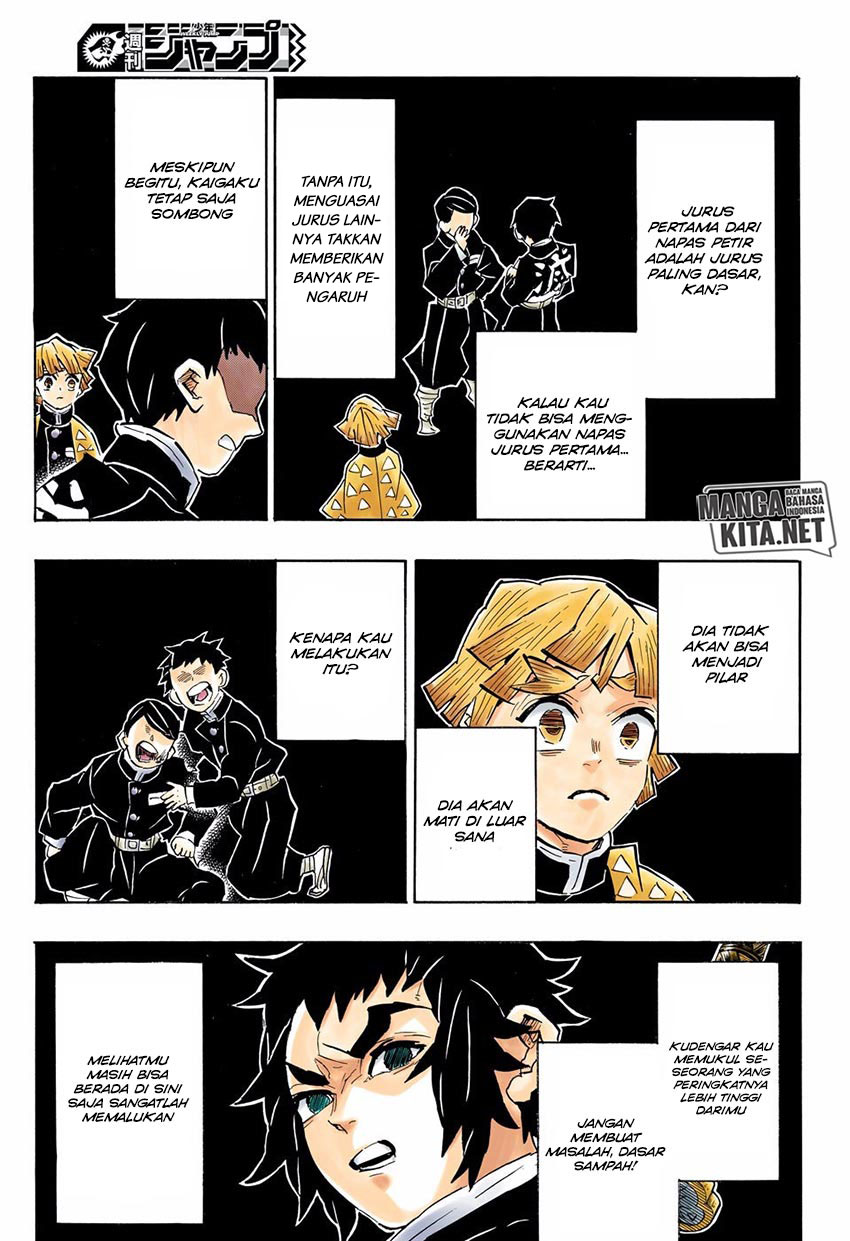 週刊
少年
WEEKLY JUMP
ジャンプ
JURUS
PERTAMA DARI
NAPAS PETIR
ADALAH JURUS
PALING DASAR,
KAN?
KALAU KAU
TIDAK BISA MENG-
GUNAKAN NAPAS
JURUS PERTAMA...
BERARTI...
TANPA ITU,
MENGUASAI
JURUS LAIN-
NYA TAKKAN
MEMBERIKAN
BANYAK PE-
NGARUH
滅
MESKIPUN
BEGITU, KAIGAKU
TETAP SAJA
SOMBONG
MANGA
BACA MANGA
BAHASA
INDONESIA
KITA.NET
DIA TIDAK
AKAN BISA
MENJADI
PILAR
DIA AKAN
MATI DI LUAR
SANA
KENAPA KAU
MELAKUKAN
ITU?
KUDENGAR KAU
MEMUKUL SE-
SEORANG YANG
PERINGKATNYA
LEBIH TINGGI
DARIMU
JANGAN
MEMBUAT
MASALAH, DASAR
SAMPAH!
MELIHATMU
MASIH BISA
BERADA DI SINI
SAJA SANGATLAH
MEMALUKAN